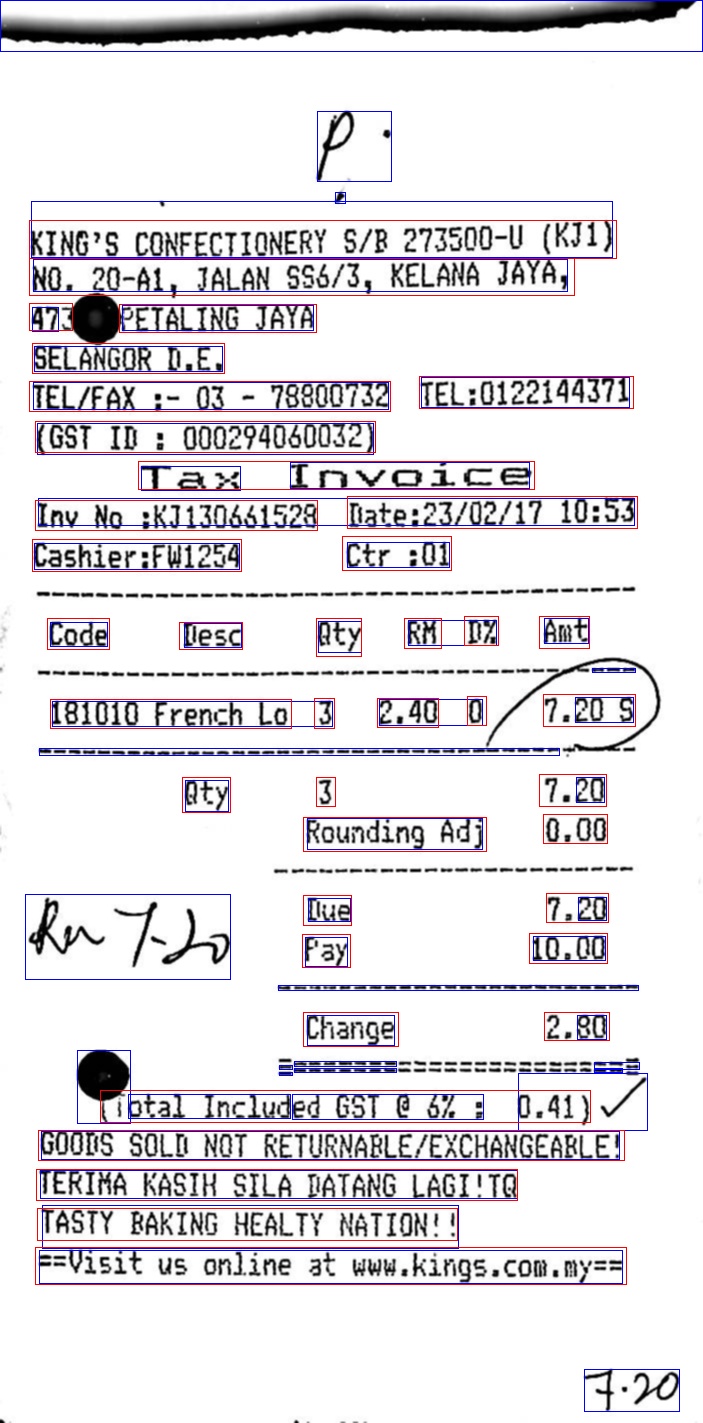 P.
KING'S CONFECTIONERY S/B 273500-U (KJ1)
NO. 20-A1, JALAN SS6/3, KELANA JAYA,
473 PETALING JAYA
SELANGOR D.E.
TEL/FAX :- 03 - 78800732 TEL:0122144371
(GST ID : 000294060032)
Tax Invoice
Inv No :KJ130661528 Date:23/02/17 10:53
Cashier:FW1254 Ctr :01
Code Desc Qty RM D% Amt
181010 French Lo 3 2.40 0 7.20 S
Qty 3 7.20
Rounding Adj 0.00
Due 7.20
Rm 7-20
Pay 10.00
Change 2.80
(Total Included GST @ 6% : 0.41)
GOODS SOLD NOT RETURNABLE/EXCHANGEABLE!
TERIMA KASIH SILA DATANG LAGI!TQ
TASTY BAKING HEALTY NATION!!
==Visit us online at www.kings.com.my==
7.20